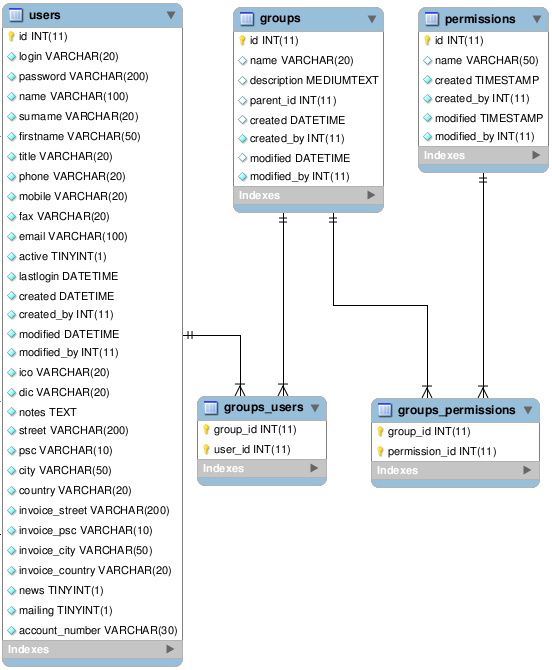 users
id INT(11)
login VARCHAR(20)
password VARCHAR(200)
name VARCHAR(100)
surname VARCHAR(20)
firstname VARCHAR(50)
title VARCHAR(20)
phone VARCHAR(20)
mobile VARCHAR(20)
fax VARCHAR(20)
email VARCHAR(100)
active TINYINT(1)
lastlogin DATETIME
created DATETIME
created_by INT(11)
modified DATETIME
modified_by INT(11)
ico VARCHAR(20)
dic VARCHAR(20)
notes TEXT
street VARCHAR(200)
psc VARCHAR(10)
city VARCHAR(50)
country VARCHAR(20)
invoice_street VARCHAR(200)
invoice_psc VARCHAR(10)
invoice_city VARCHAR(50)
invoice_country VARCHAR(20)
news TINYINT(1)
mailing TINYINT(1)
account_number VARCHAR(30)
Indexes
groups
id INT(11)
name VARCHAR(20)
description MEDIUMTEXT
parent_id INT(11)
created DATETIME
created_by INT(11)
modified DATETIME
modified_by INT(11)
Indexes
permissions
id INT(11)
name VARCHAR(50)
created TIMESTAMP
created_by INT(11)
modified TIMESTAMP
modified_by INT(11)
Indexes
groups_users
group_id INT(11)
user_id INT(11)
Indexes
groups_permissions
group_id INT(11)
permission_id INT(11)
Indexes